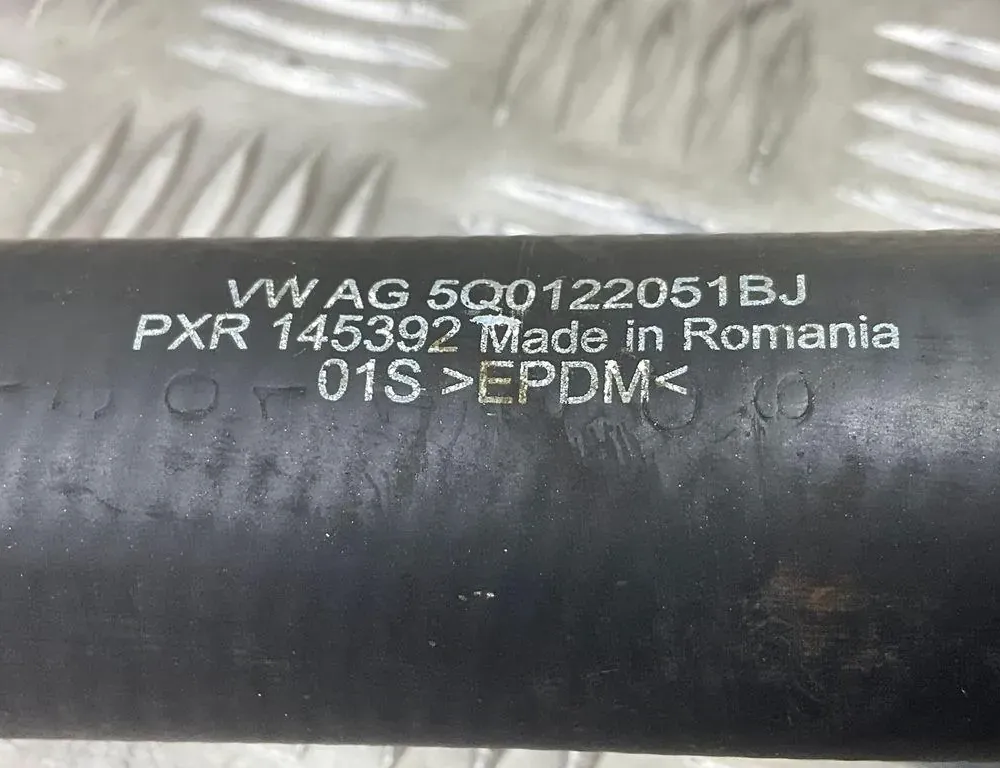 VW AG 5Q0122051BJ
PXR 145392 Made in Romania
01S >EPDM<